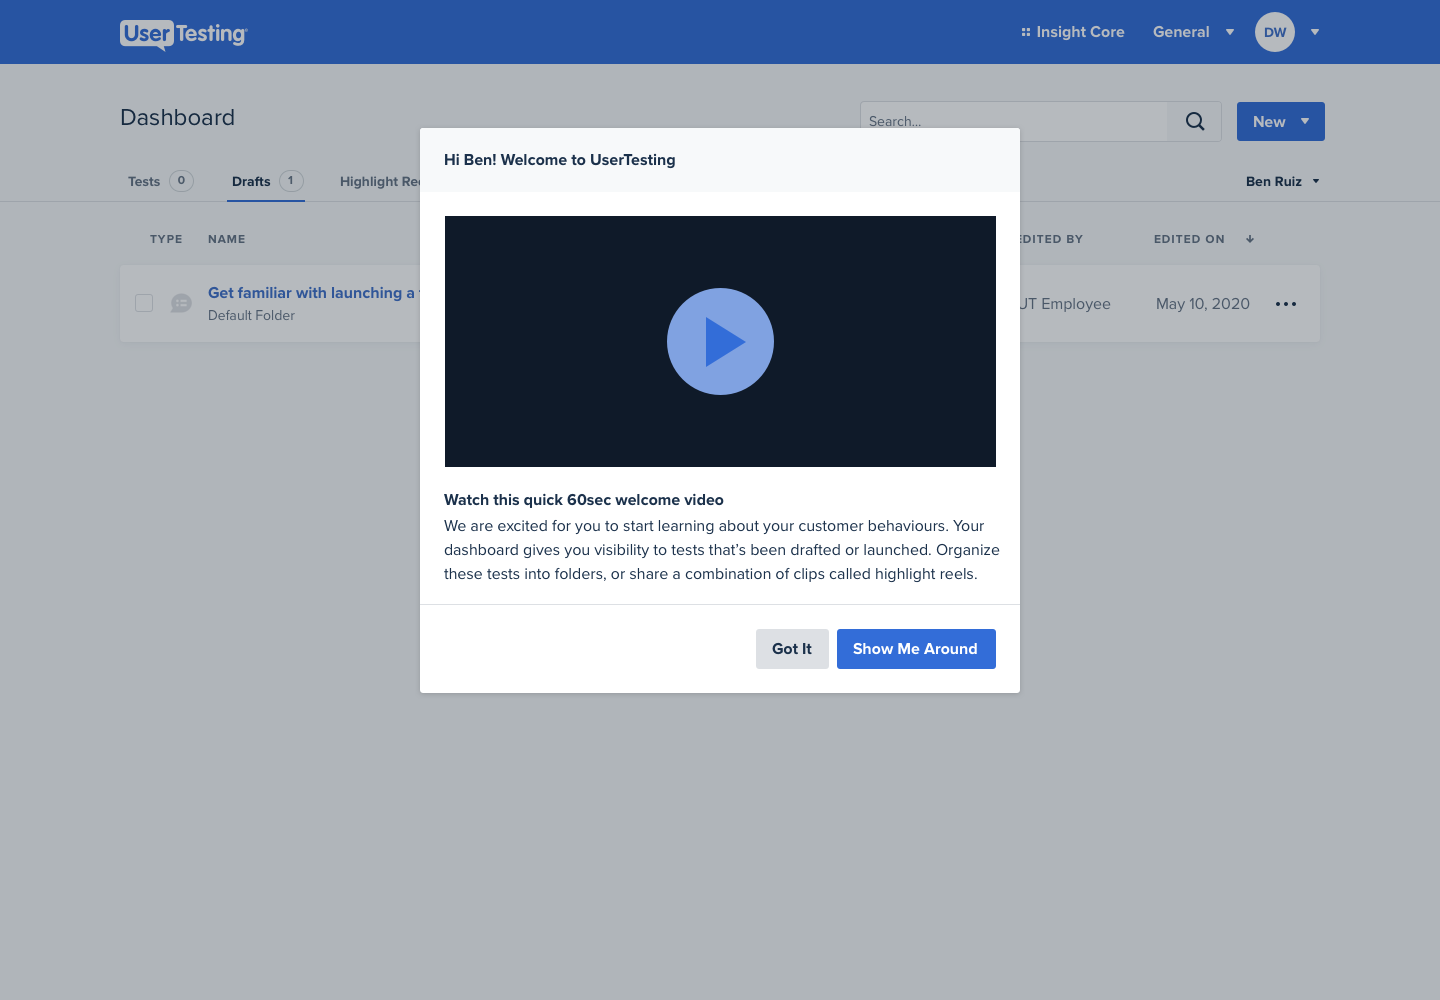 UserTesting
Insight Core
General
DW
Dashboard
Search...
New
Hi Ben! Welcome to UserTesting
Tests 0
Drafts 1
Highlight
Ben Ruiz
TYPE
NAME
EDITED BY
EDITED ON
Get familiar with launching a
Default Folder
UT Employee
May 10, 2020
Watch this quick 60sec welcome video
We are excited for you to start learning about your customer behaviours. Your
dashboard gives you visibility to tests that’s been drafted or launched. Organize
these tests into folders, or share a combination of clips called highlight reels.
Got It
Show Me Around